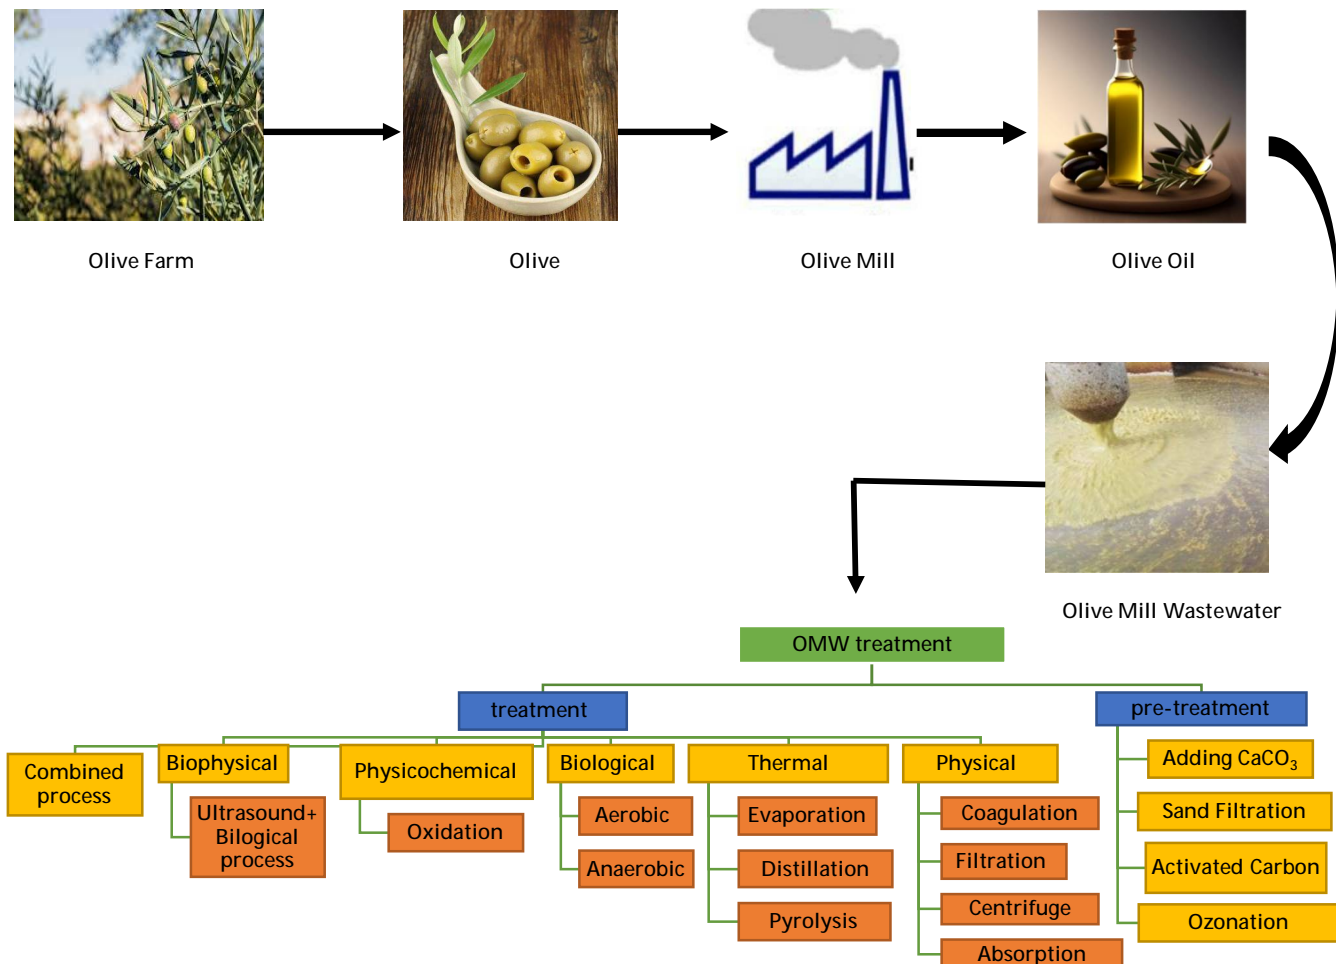 Olive Farm
Olive
Olive Mill
Olive Oil
Olive Mill Wastewater
OMW treatment
treatment
pre-treatment
Combined
process
Biophysical
Ultrasound+
Bilogical
process
Physicochemical
Oxidation
Biological
Aerobic
Anaerobic
Thermal
Evaporation
Distillation
Pyrolysis
Physical
Coagulation
Filtration
Centrifuge
Absorption
Adding CaCO₃
Sand Filtration
Activated Carbon
Ozonation